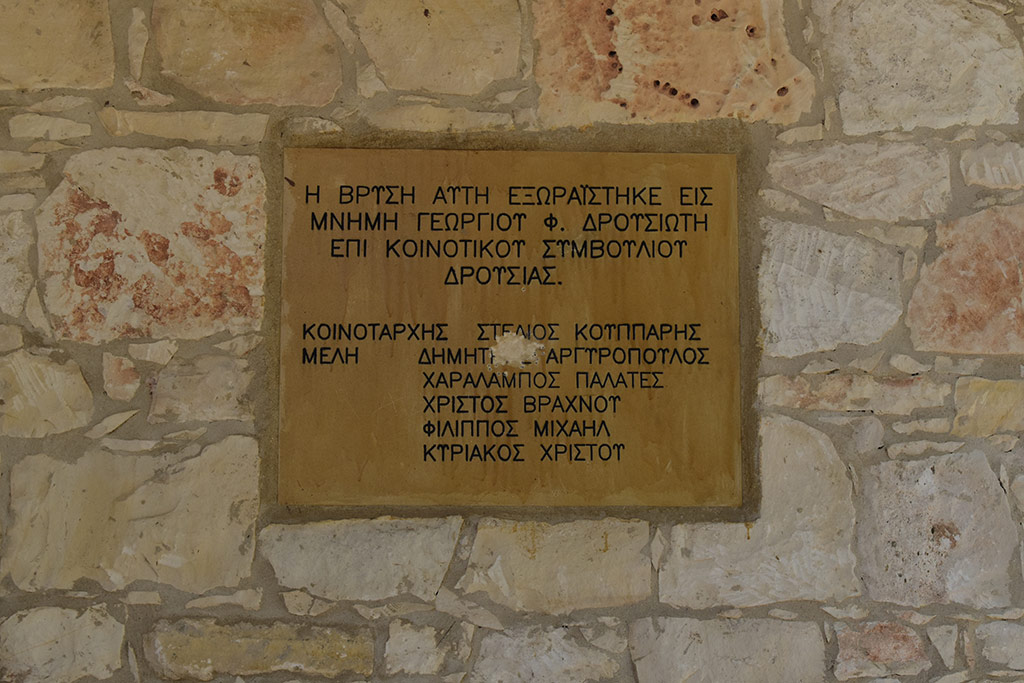 Η ΒΡΥΣΗ ΑΥΤΗ ΕΞΩΡΑΪΣΤΗΚΕ ΕΙΣ
ΜΝΗΜΗ ΓΕΩΡΓΙΟΥ Φ. ΔΡΟΥΣΙΩΤΗ
ΕΠΙ ΚΟΙΝΟΤΙΚΟΥ ΣΥΜΒΟΥΛΙΟΥ
ΔΡΟΥΣΙΑΣ.
ΚΟΙΝΟΤΑΡΧΗΣ ΣΤΕΛΙΟΣ ΚΟΥΠΠΑΡΗΣ
ΜΕΛΗ ΑΡΓΥΡΟΠΟΥΛΟΣ
ΧΑΡΑΛΑΜΠΟΣ ΠΑΛΑΤΕΣ
ΧΡΙΣΤΟΣ ΒΡΑΧΝΟΥ
ΦΙΛΙΠΠΟΣ ΜΙΧΑΗΛ
ΚΥΡΙΑΚΟΣ ΧΡΙΣΤΟΥ